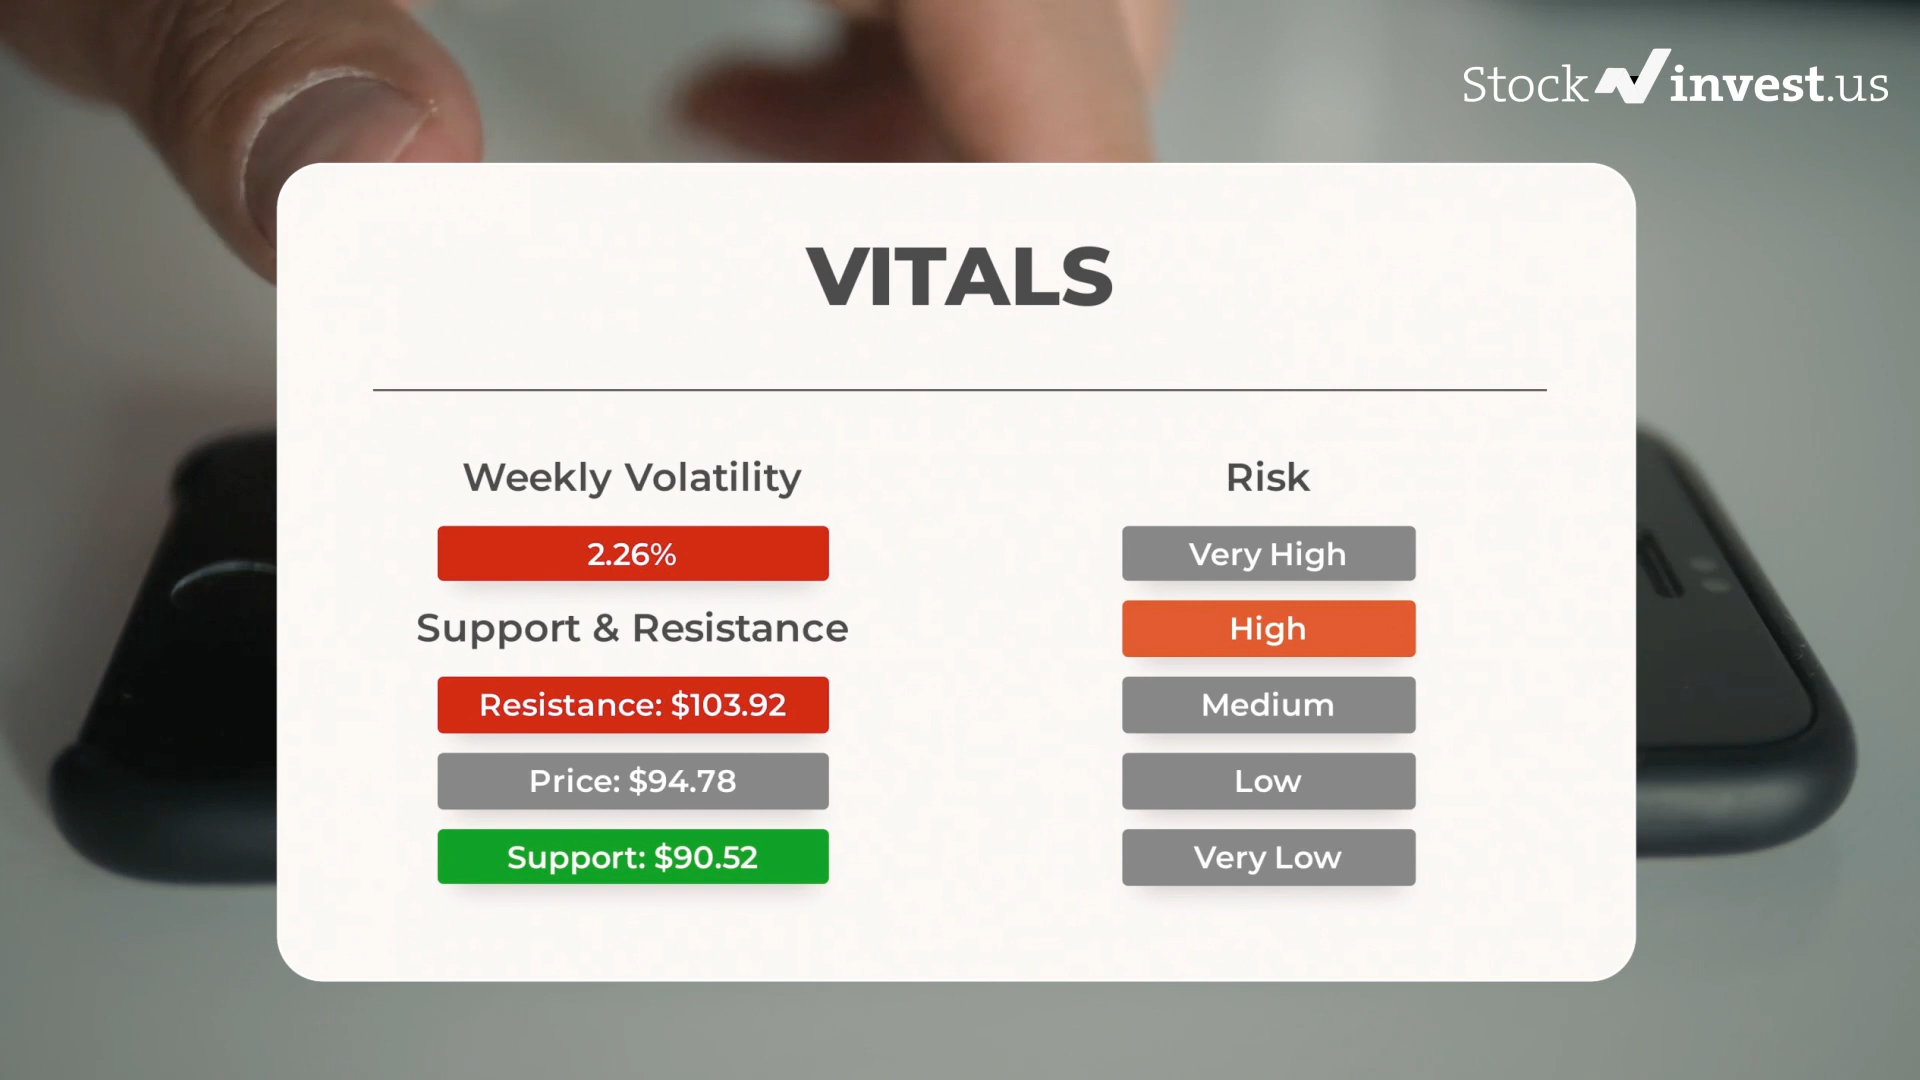 Stock invest.us
VITALS
Weekly Volatility
2.26%
Support & Resistance
Resistance: $103.92
Price: $94.78
Support: $90.52
Risk
Very High
High
Medium
Low
Very Low